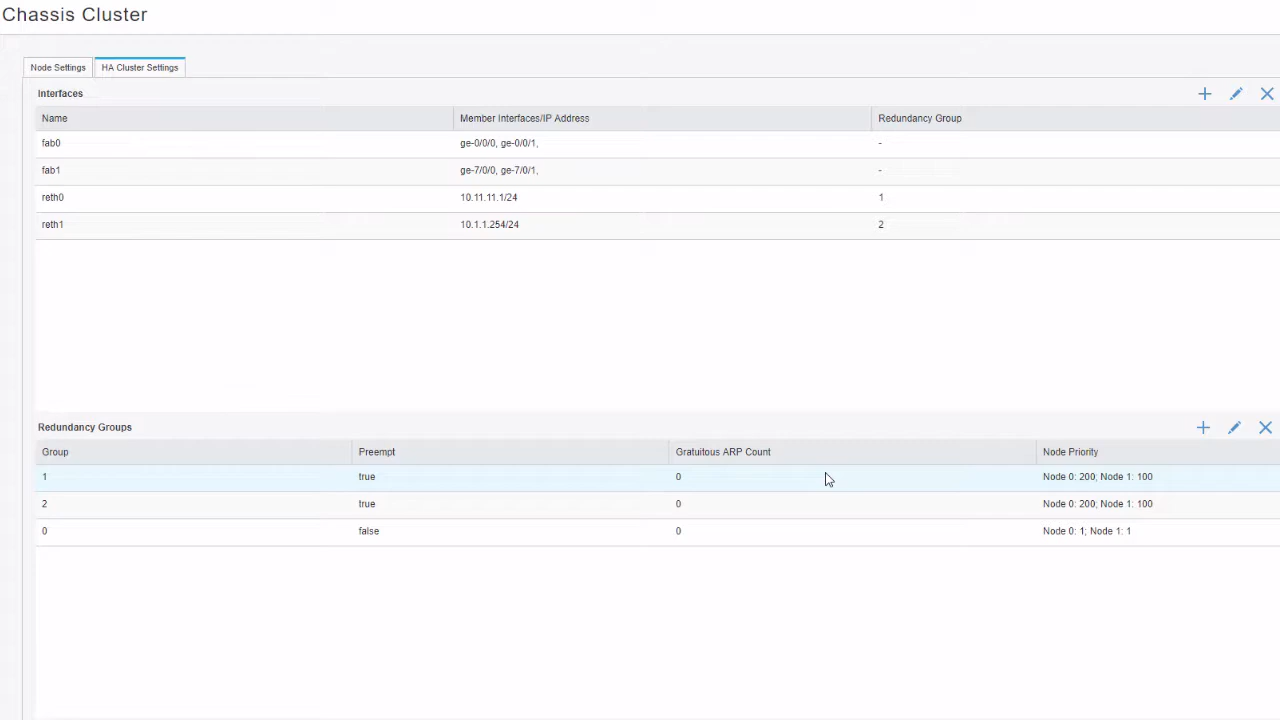 Chassis Cluster
Node Settings HA Cluster Settings
Interfaces
Name Member Interfaces/IP Address Redundancy Group
fab0 ge-0/0/0, ge-0/0/1, -
fab1 ge-7/0/0, ge-7/0/1, -
reth0 10.11.11.1/24 1
reth1 10.1.1.254/24 2
Redundancy Groups
Group Preempt Gratuitous ARP Count Node Priority
1 true 0 Node 0: 200; Node 1: 100
2 true 0 Node 0: 200; Node 1: 100
0 false 0 Node 0: 1; Node 1: 1